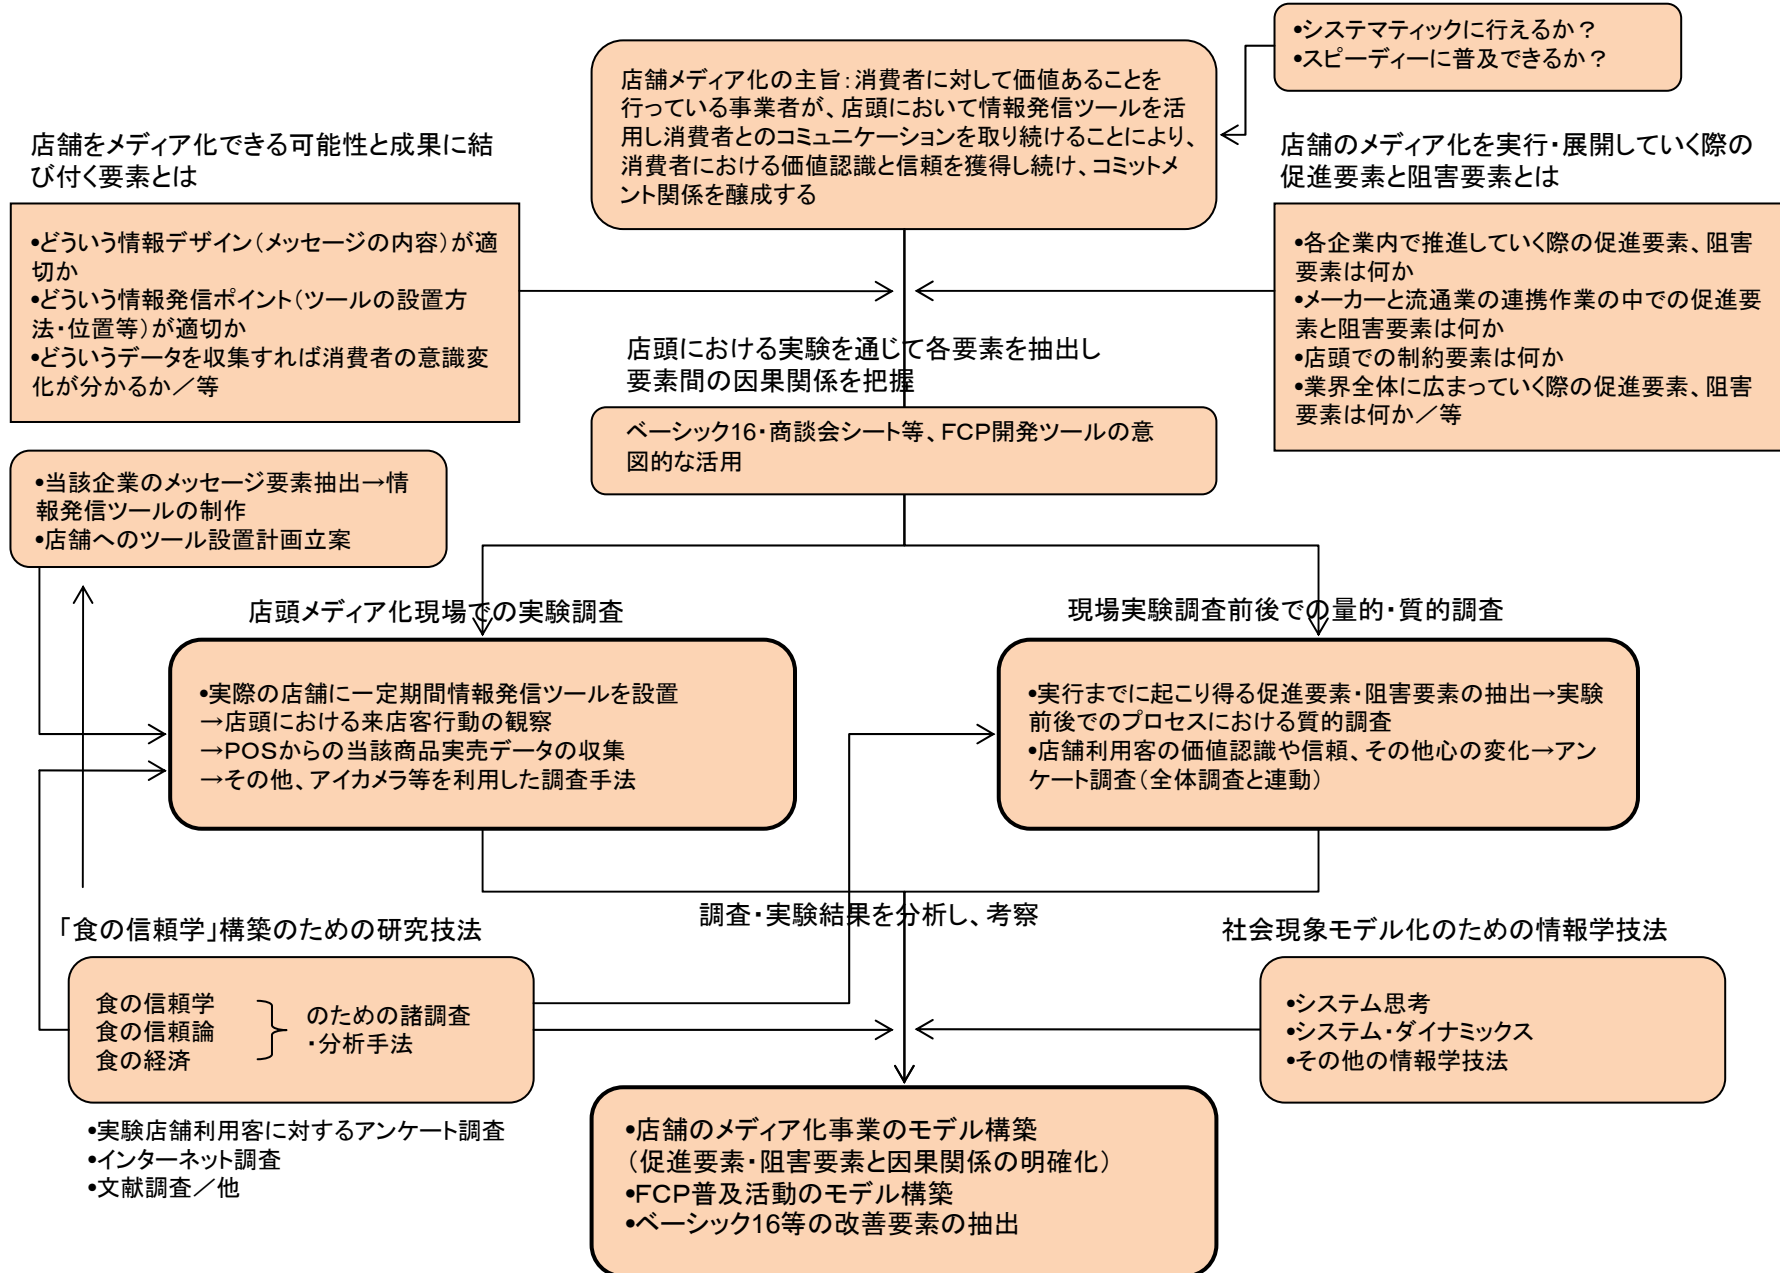 •システマティックに行えるか？
•スピーディーに普及できるか？
店舗メディア化の主旨：消費者に対して価値あることを
行っている事業者が、店頭において情報発信ツールを活
用し消費者とのコミュニケーションを取り続けることにより、
消費者における価値認識と信頼を獲得し続け、コミットメ
ント関係を醸成する
店舗をメディア化できる可能性と成果に結
び付く要素とは
•どういう情報デザイン（メッセージの内容）が適
切か
•どういう情報発信ポイント（ツールの設置方
法・位置等）が適切か
•どういうデータを収集すれば消費者の意識変
化が分かるか／等
店舗のメディア化を実行・展開していく際の
促進要素と阻害要素とは
•各企業内で推進していく際の促進要素、阻害
要素は何か
•メーカーと流通業の連携作業の中での促進要
素と阻害要素は何か
•店頭での制約要素は何か
•業界全体に広まっていく際の促進要素、阻害
要素は何か／等
店頭における実験を通じて各要素を抽出し
要素間の因果関係を把握
ベーシック16・商談会シート等、FCP開発ツールの意
図的な活用
•当該企業のメッセージ要素抽出→情
報発信ツールの制作
•店舗へのツール設置計画立案
店頭メディア化現場での実験調査
•実際の店舗に一定期間情報発信ツールを設置
→店頭における来店客行動の観察
→POSからの当該商品実売データの収集
→その他、アイカメラ等を利用した調査手法
現場実験調査前後での量的・質的調査
•実行までに起こり得る促進要素・阻害要素の抽出→実験
前後でのプロセスにおける質的調査
•店舗利用客の価値認識や信頼、その他心の変化→アン
ケート調査（全体調査と連動）
調査・実験結果を分析し、考察
「食の信頼学」構築のための研究技法
食の信頼学
食の信頼論
食の経済
のための諸調査
・分析手法
•実験店舗利用客に対するアンケート調査
•インターネット調査
•文献調査／他
社会現象モデル化のための情報学技法
•システム思考
•システム・ダイナミックス
•その他の情報学技法
•店舗のメディア化事業のモデル構築
（促進要素・阻害要素と因果関係の明確化）
•FCP普及活動のモデル構築
•ベーシック16等の改善要素の抽出